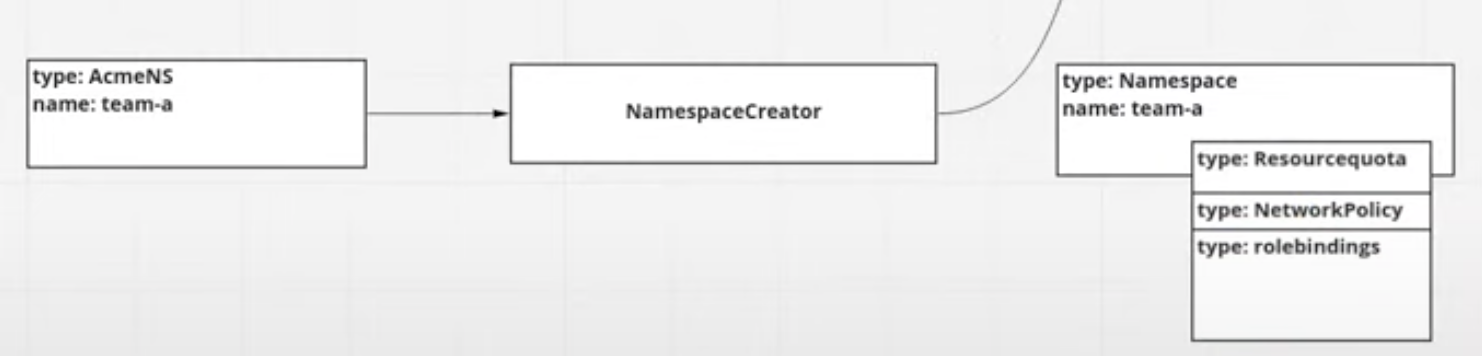 type: AcmeNS
name: team-a
NamespaceCreator
type: Namespace
name: team-a
type: Resourcequota
type: NetworkPolicy
type: rolebindings